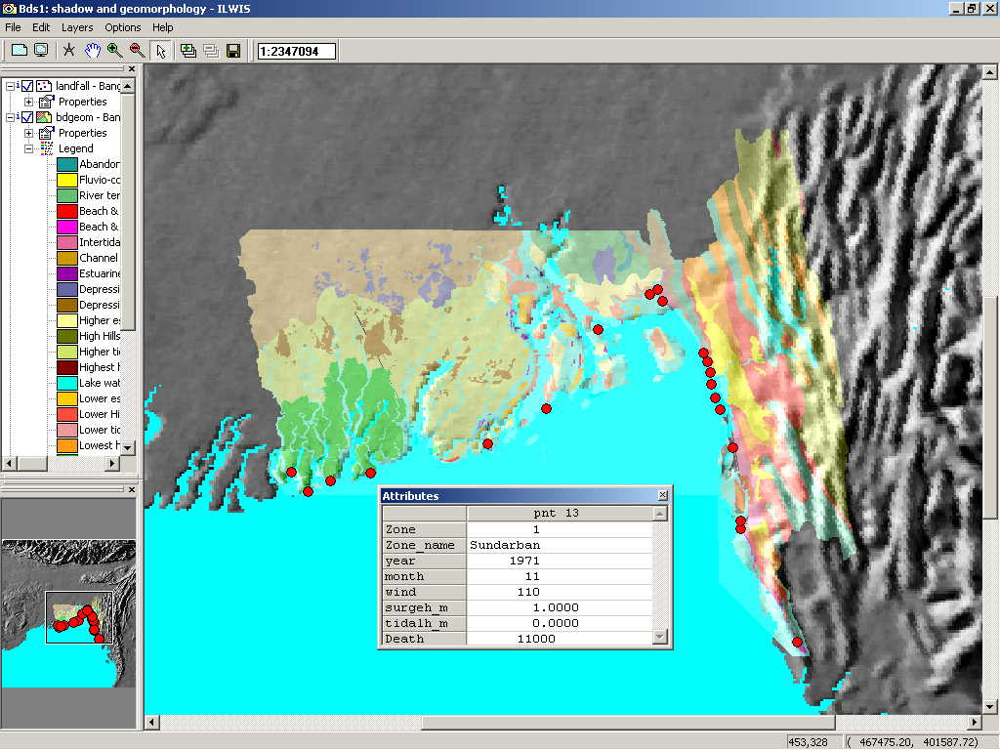 Bds1: shadow and geomorphology - ILWIS
File Edit Layers Options Help
1:2347094
landfall - Bang
Properties
bdgeom - Ban
Properties
Legend
Abandor
Fluvio-co
River ter
Beach &
Beach &
Intertida
Channel
Estuarine
Depressi
Depressi
Higher es
High Hills
Higher tic
Highest h
Lake wat
Lower es
Lower Hi
Lower tic
Lowest h
Attributes
pnt 13
Zone 1
Zone_name Sundarban
year 1971
month 11
wind 110
surgeh_m 1.0000
tidalh_m 0.0000
Death 11000
453,328 ( 467475.20, 401587.72)